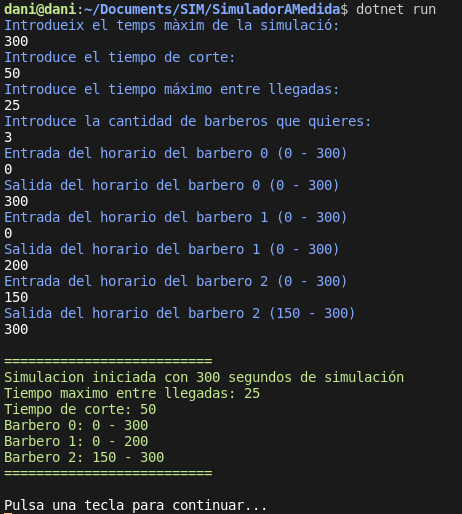 dani@dani:~/Documents/SIM/SimuladorAMedida$ dotnet run
Introdueix el temps màxim de la simulació:
300
Introduce el tiempo de corte:
50
Introduce el tiempo máximo entre llegadas:
25
Introduce la cantidad de barberos que quieres:
3
Entrada del horario del barbero 0 (0 - 300)
0
Salida del horario del barbero 0 (0 - 300)
300
Entrada del horario del barbero 1 (0 - 300)
0
Salida del horario del barbero 1 (0 - 300)
200
Entrada del horario del barbero 2 (0 - 300)
150
Salida del horario del barbero 2 (150 - 300)
300
==========================
Simulacion iniciada con 300 segundos de simulación
Tiempo maximo entre llegadas: 25
Tiempo de corte: 50
Barbero 0: 0 - 300
Barbero 1: 0 - 200
Barbero 2: 150 - 300
==========================
Pulsa una tecla para continuar...